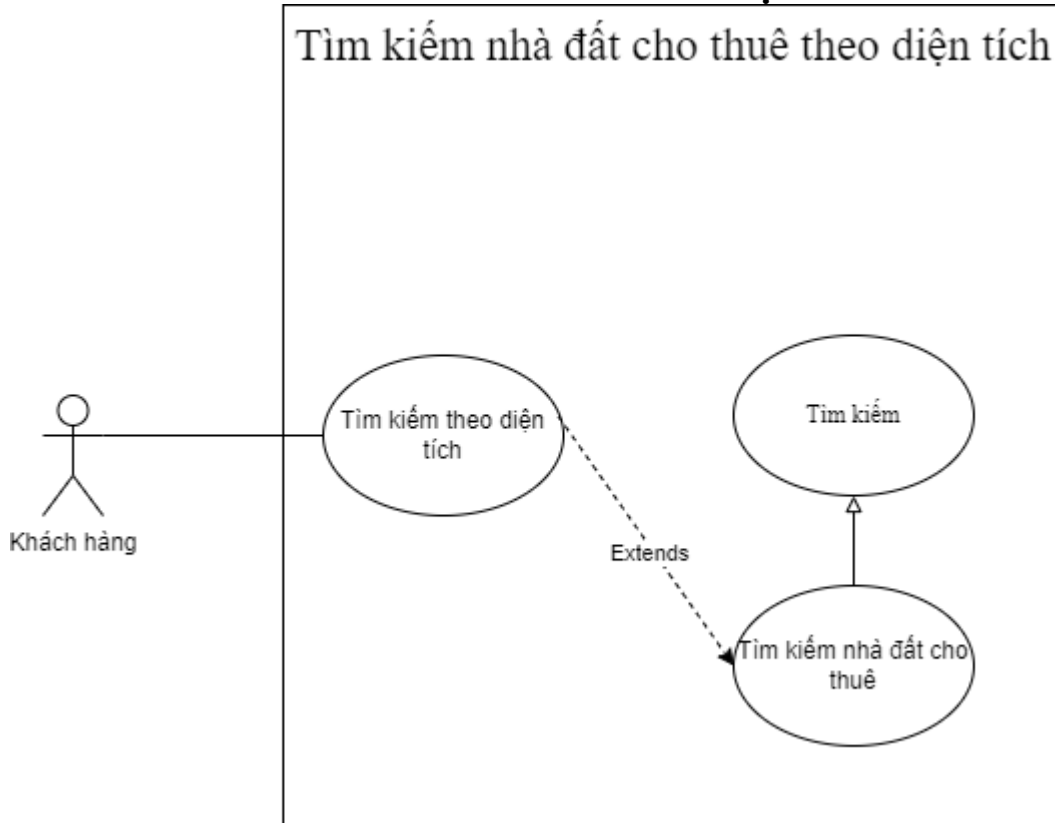 Tìm kiếm nhà đất cho thuê theo diện tích
Tìm kiếm theo diện
tích
Tìm kiếm
Khách hàng
Extends
Tìm kiếm nhà đất cho
thuê